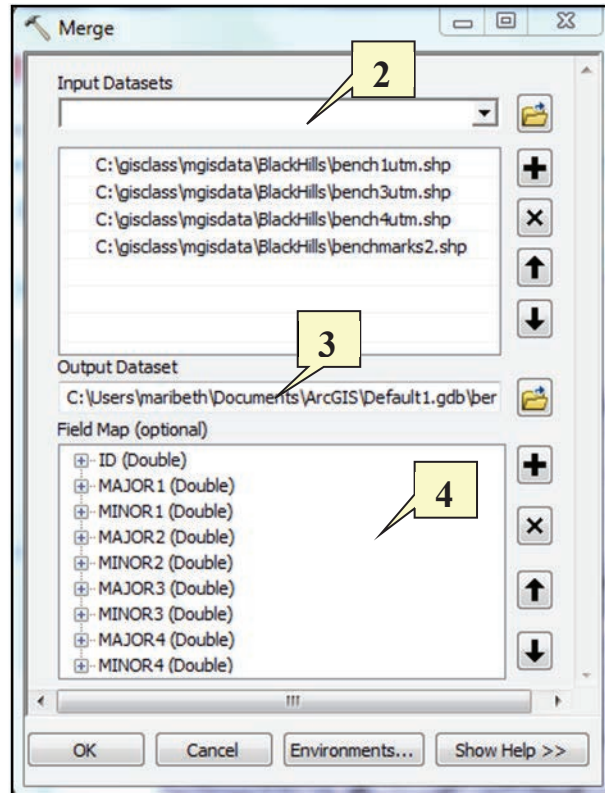 Merge
Input Datasets
2
C:\gisclass\mgisdata\BlackHills\bench1utm.shp
C:\gisclass\mgisdata\BlackHills\bench3utm.shp
C:\gisclass\mgisdata\BlackHills\bench4utm.shp
C:\gisclass\mgisdata\BlackHills\benchmarks2.shp
3
Output Dataset
C:\Users\maribeth\Documents\ArcGIS\Default1.gdb\ber
Field Map (optional)
ID (Double)
MAJOR1 (Double)
MINOR1 (Double)
4
MAJOR2 (Double)
MINOR2 (Double)
MAJOR3 (Double)
MINOR3 (Double)
MAJOR4 (Double)
MINOR4 (Double)
OK Cancel Environments... Show Help >>